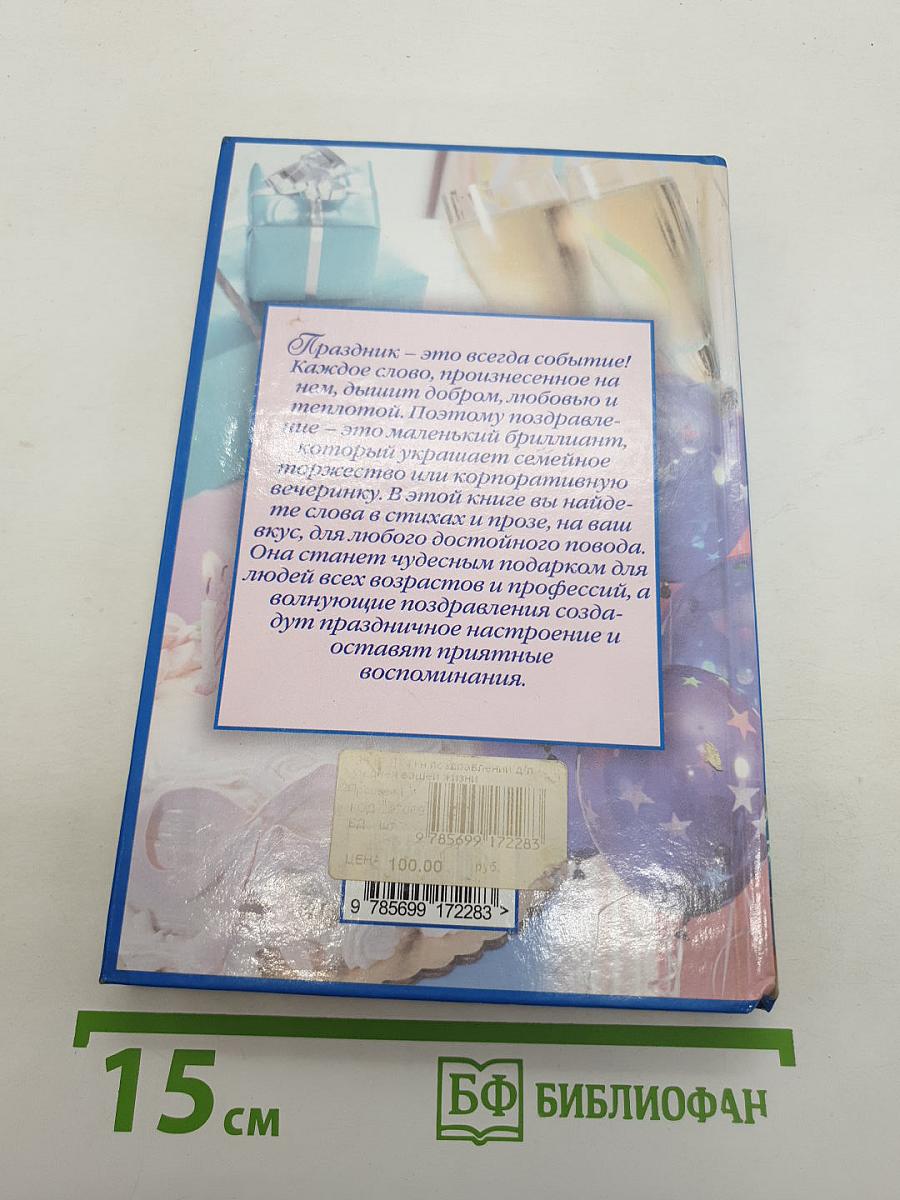 Праздник – это всегда событие!
Каждое слово, произнесенное на
нем, дышит добром, любовью и
теплотой. Поэтому поздравле-
ние – это маленький бриллиант,
который украшает семейное
торжество или корпоративную
вечеринку. В этой книге вы найде-
те слова в стихах и прозе, на ваш
вкус, для любого достойного повода.
Она станет чудесным подарком для
людей всех возрастов и профессий, а
волнующие поздравления созда-
дут праздничное настроение и
оставят приятные
воспоминания.
вашей жизни
9 785699 172283
ЦЕНА 100.00 руб.
9 785699 172283 >
15 см
БФ БИБЛИОФАН